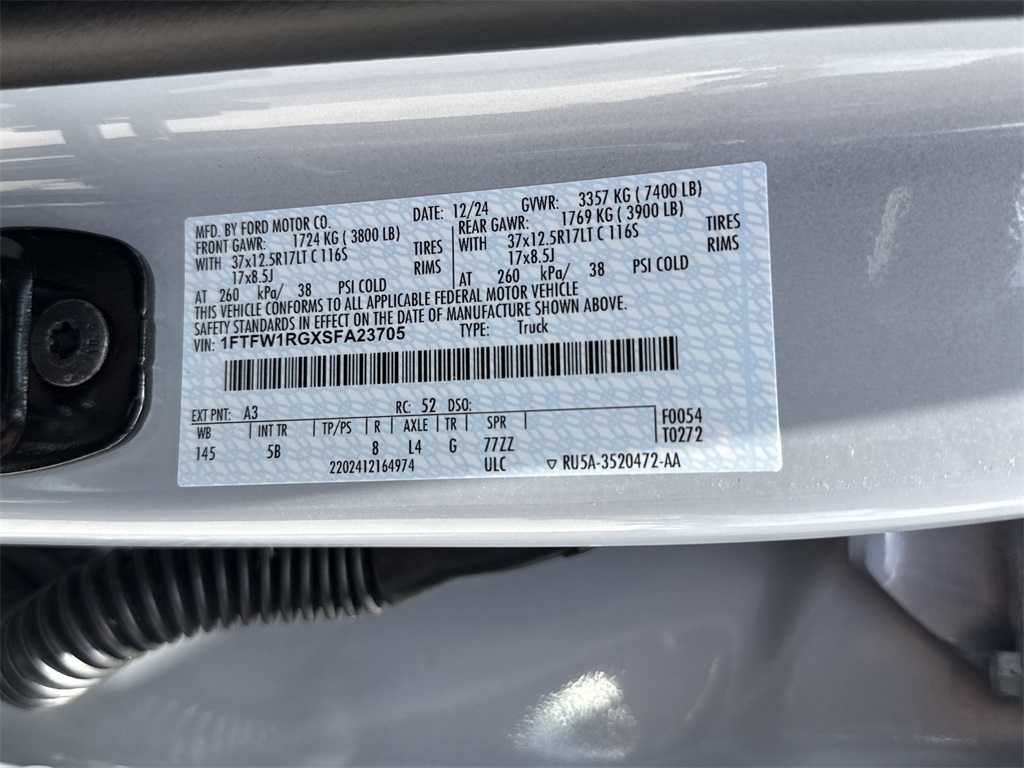 MFD. BY FORD MOTOR CO. DATE: 12/24 GVWR: 3357 KG ( 7400 LB)
FRONT GAWR: 1724 KG ( 3800 LB) REAR GAWR: 1769 KG ( 3900 LB)
WITH 37x12.5R17LT C 116S TIRES WITH 37x12.5R17LT C 116S TIRES
17x8.5J RIMS 17x8.5J RIMS
AT 260 kPa/ 38 PSI COLD AT 260 kPa/ 38 PSI COLD
THIS VEHICLE CONFORMS TO ALL APPLICABLE FEDERAL MOTOR VEHICLE
SAFETY STANDARDS IN EFFECT ON THE DATE OF MANUFACTURE SHOWN ABOVE.
VIN: 1FTFW1RGXSFA23705 TYPE: Truck
EXT PNT: A3 RC: 52 DSO:
WB INT TR TP/PS R AXLE TR SPR F0054
145 5B 8 L4 G 77ZZ T0272
2202412164974 ULC ▽ RU5A-3520472-AA